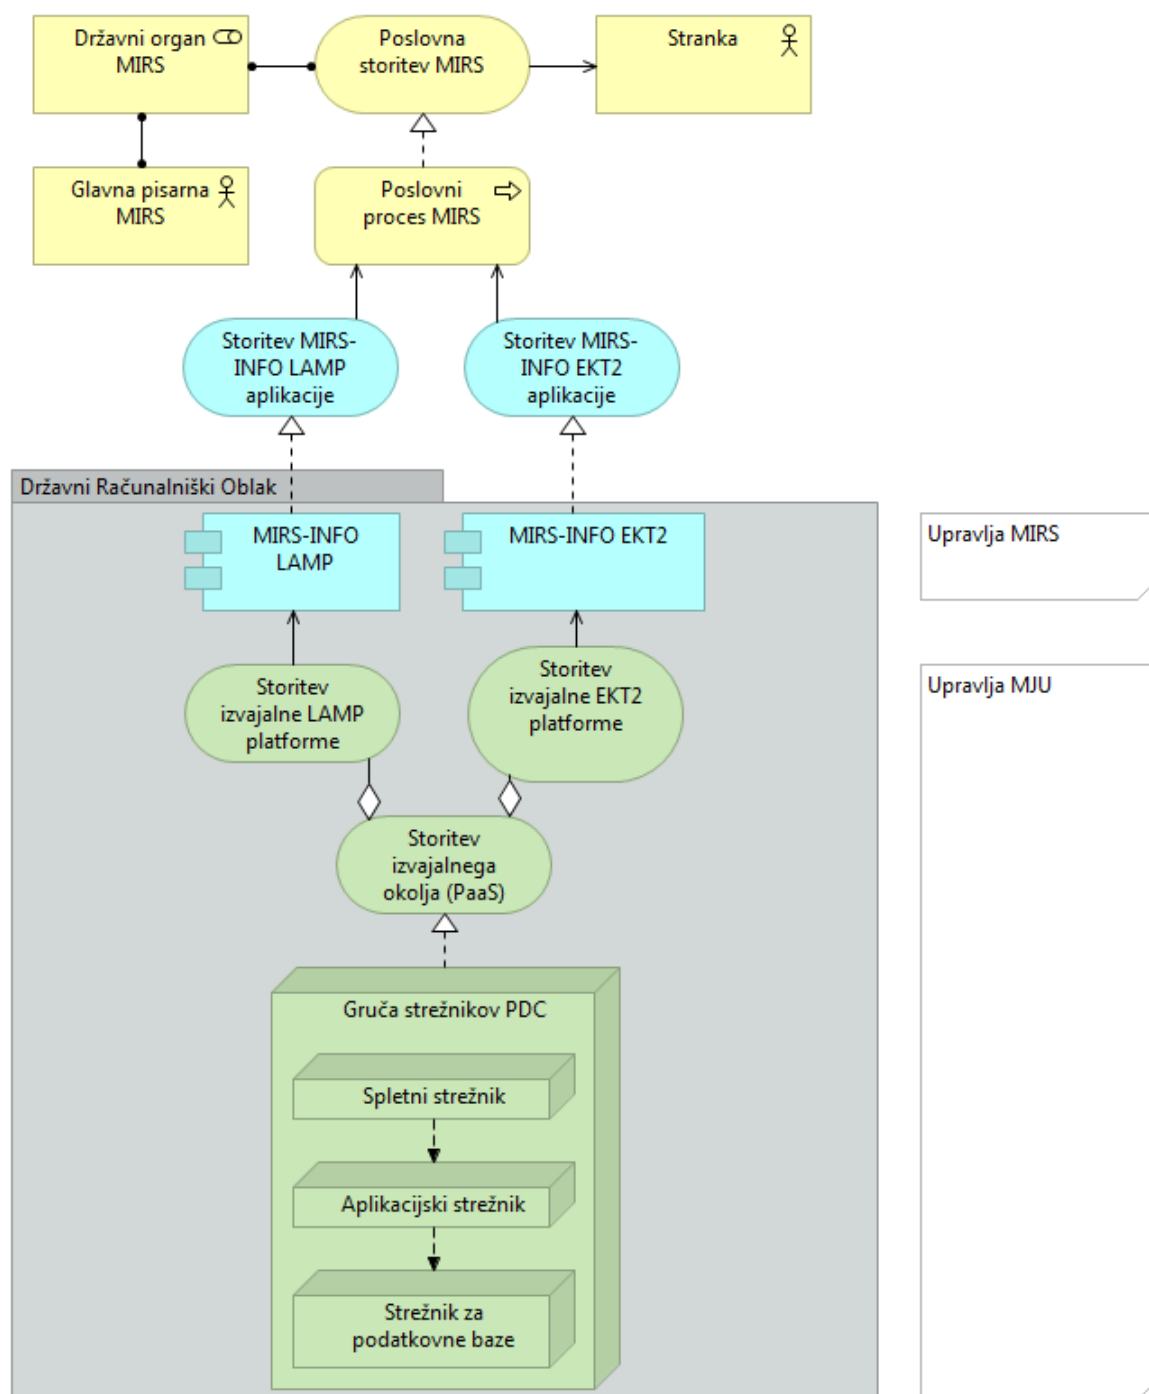 Državni organ
MIRS
Poslovna
storitev MIRS
Stranka
Glavna pisarna
MIRS
Poslovni
proces MIRS
Storitev MIRS-
INFO LAMP
aplikacije
Storitev MIRS-
INFO EKT2
aplikacije
Državni Računalniški Oblak
MIRS-INFO
LAMP
MIRS-INFO EKT2
Upravlja MIRS
Storitev
izvajalne LAMP
platforme
Storitev
izvajalne EKT2
platforme
Upravlja MJU
Storitev
izvajalnega
okolja (PaaS)
Gruča strežnikov PDC
Spletni strežnik
Aplikacijski strežnik
Strežnik za
podatkovne baze